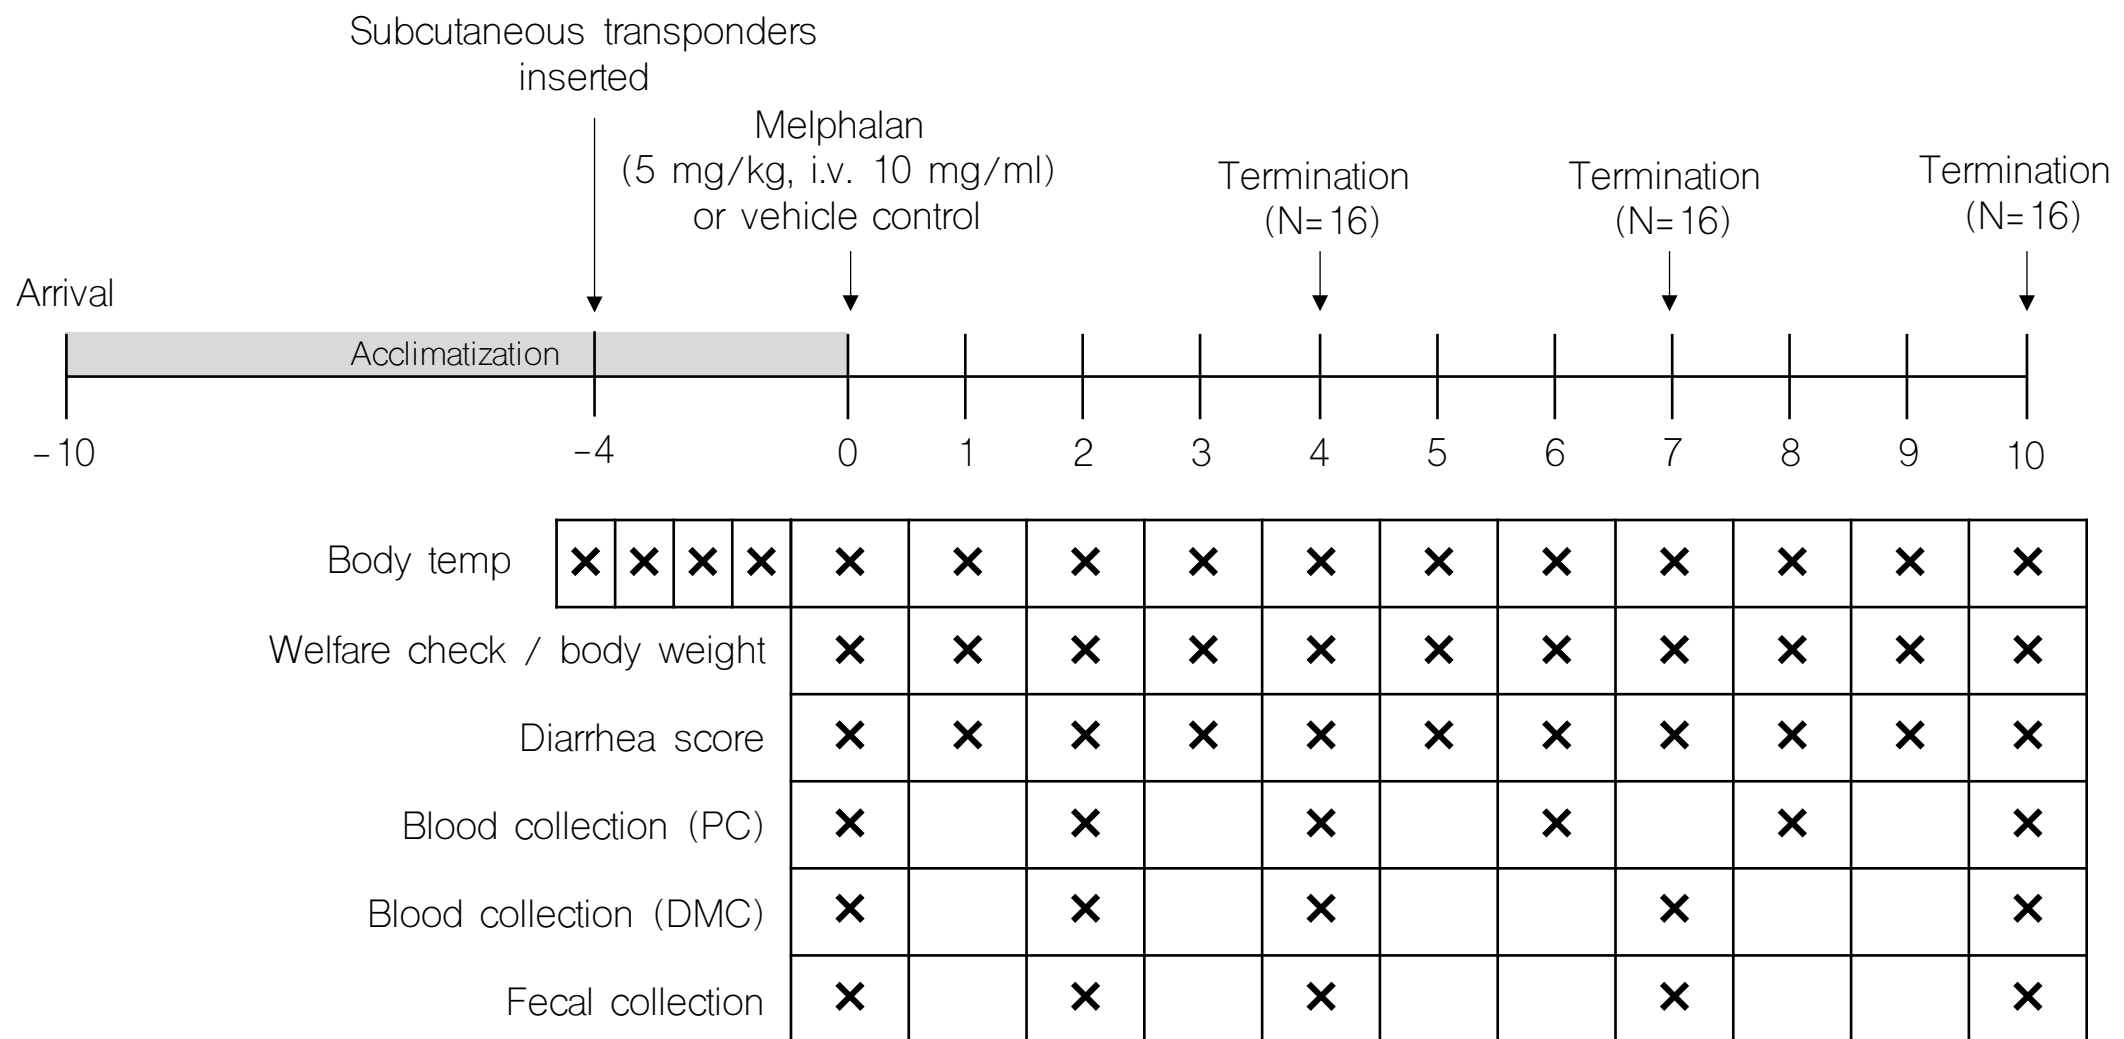 Subcutaneous transponders
inserted
Melphalan
(5 mg/kg, i.v. 10 mg/ml)
or vehicle control
Termination
(N=16)
Termination
(N=16)
Termination
(N=16)
Arrival
Acclimatization
-10 -4 0 1 2 3 4 5 6 7 8 9 10
Body temp × × × × × × × × × × × × × × ×
Welfare check / body weight × × × × × × × × × × ×
Diarrhea score × × × × × × × × × × ×
Blood collection (PC) × × × × × ×
Blood collection (DMC) × × × × ×
Fecal collection × × × × ×